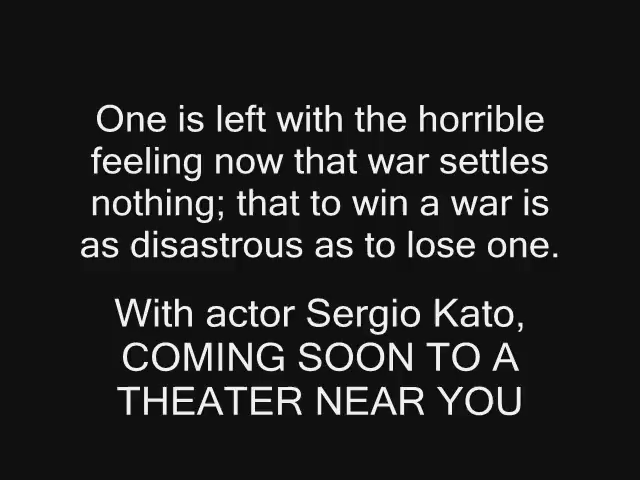 One is left with the horrible
feeling now that war settles
nothing; that to win a war is
as disastrous as to lose one.
With actor Sergio Kato,
COMING SOON TO A
THEATER NEAR YOU